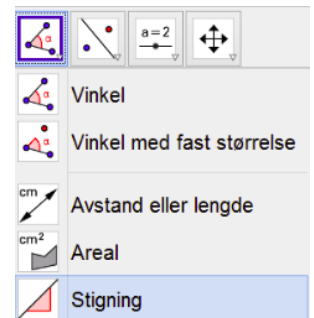 α a = 2
α Vinkel
α Vinkel med fast størrelse
cm Avstand eller lengde
cm² Areal
Stigning